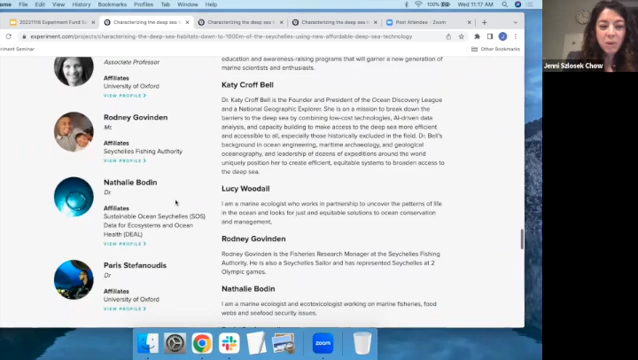 ome File Edit View History Bookmarks Profiles Tab Window Help 100% Wed Nov 16 11:17 AM
20221116 Experiment Fund S
Characterizing the deep sea h
Characterizing the deep sea h
Characterizing the deep sea h
Post Attendee - Zoom
experiment.com/projects/characterizing-the-deep-sea-habitats-down-to-1000m-of-the-seychelles-using-new-affordable-deep-sea-technology
iment Seminar
Other Bookmarks
Associate Professor
Affiliates
University of Oxford
VIEW PROFILE >
Rodney Govinden
Mr.
Affiliates
Seychelles Fishing Authority
VIEW PROFILE >
Nathalie Bodin
Dr.
Affiliates
Sustainable Ocean Seychelles (SOS)
Data for Ecosystems and Ocean
Health (DEAL)
VIEW PROFILE >
Paris Stefanoudis
Dr
Affiliates
University of Oxford
VIEW PROFILE >
education and awareness-raising programs that will garner a new generation of
marine scientists and enthusiasts.
Katy Croff Bell
Dr. Katy Croff Bell is the Founder and President of the Ocean Discovery League
and a National Geographic Explorer. She is on a mission to break down the
barriers to the deep sea by combining low-cost technologies, AI-driven data
analysis, and capacity building to make access to the deep sea more efficient
and accessible to all, especially those historically excluded in the field. Dr. Bell's
background in ocean engineering, maritime archaeology, and geological
oceanography, and leadership of dozens of expeditions around the world
uniquely position her to create efficient, equitable systems to broaden access to
the deep sea.
Lucy Woodall
I am a marine ecologist who works in partnership to uncover the patterns of life
in the ocean and looks for just and equitable solutions to ocean conservation
and management.
Rodney Govinden
Rodney Govinden is the Fisheries Research Manager at the Seychelles Fishing
Authority. He is also a Seychelles Sailor and has represented Seychelles at 2
Olympic games.
Nathalie Bodin
I am a marine ecologist and ecotoxicologist working on marine fisheries, food
webs and seafood security issues.
zoom
Jenni Szlosek Chow